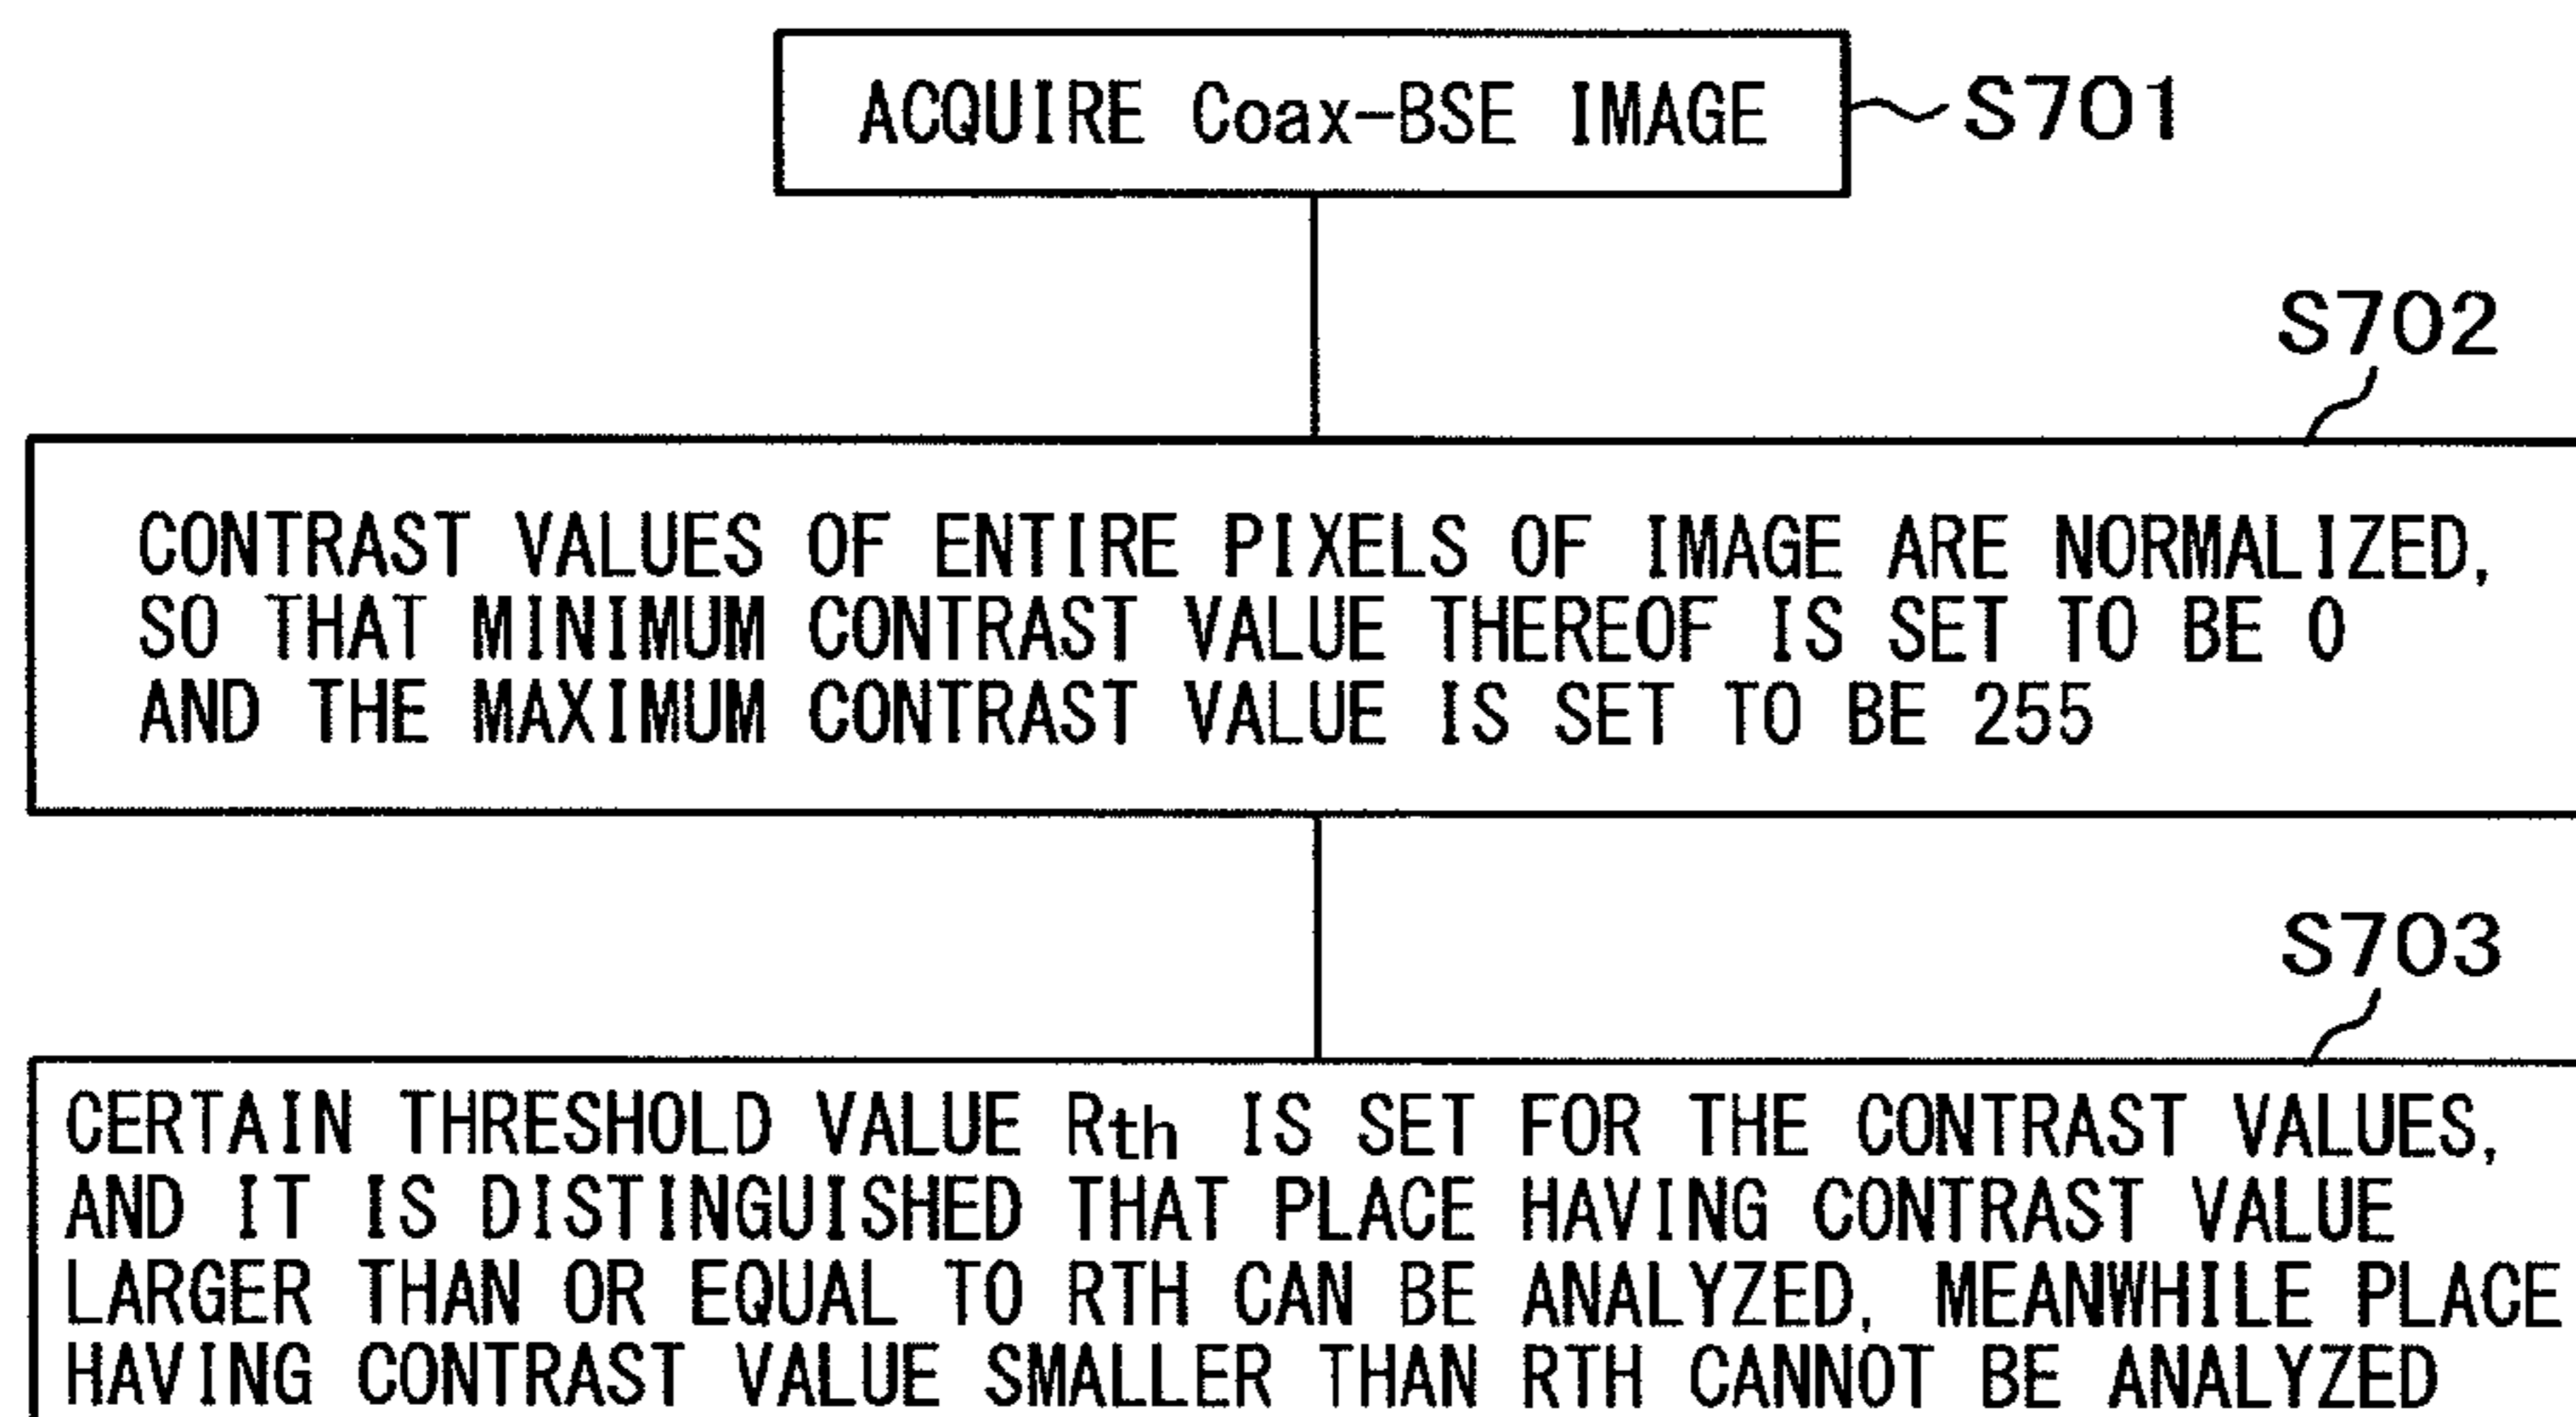 ACQUIRE Coax-BSE IMAGE
S701
S702
CONTRAST VALUES OF ENTIRE PIXELS OF IMAGE ARE NORMALIZED,
SO THAT MINIMUM CONTRAST VALUE THEREOF IS SET TO BE 0
AND THE MAXIMUM CONTRAST VALUE IS SET TO BE 255
S703
CERTAIN THRESHOLD VALUE Rth IS SET FOR THE CONTRAST VALUES,
AND IT IS DISTINGUISHED THAT PLACE HAVING CONTRAST VALUE
LARGER THAN OR EQUAL TO RTH CAN BE ANALYZED, MEANWHILE PLACE
HAVING CONTRAST VALUE SMALLER THAN RTH CANNOT BE ANALYZED